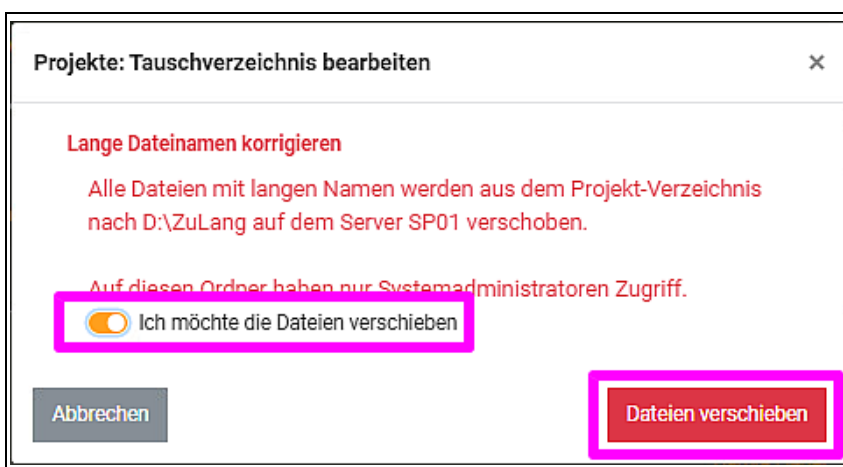 Projekte: Tauschverzeichnis bearbeiten ×
Lange Dateinamen korrigieren
Alle Dateien mit langen Namen werden aus dem Projekt-Verzeichnis
nach D:\ZuLang auf dem Server SP01 verschoben.
Auf diesen Ordner haben nur Systemadministratoren Zugriff.
Ich möchte die Dateien verschieben
Abbrechen Dateien verschieben